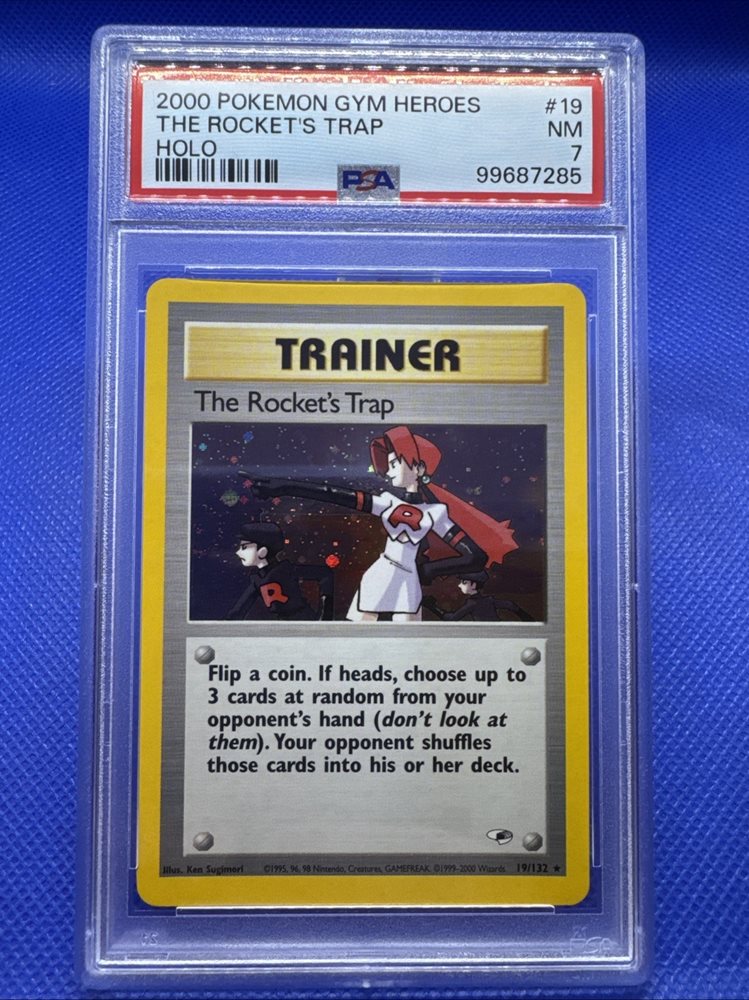 2000 POKEMON GYM HEROES #19
THE ROCKET'S TRAP NM
HOLO 7
PSA 99687285
TRAINER
The Rocket's Trap
R
R
Flip a coin. If heads, choose up to
3 cards at random from your
opponent's hand (don't look at
them). Your opponent shuffles
those cards into his or her deck.
Illus. Ken Sugimori ©1995, 96, 98 Nintendo, Creatures, GAMEFREAK. ©1999-2000 Wizards. 19/132 ★